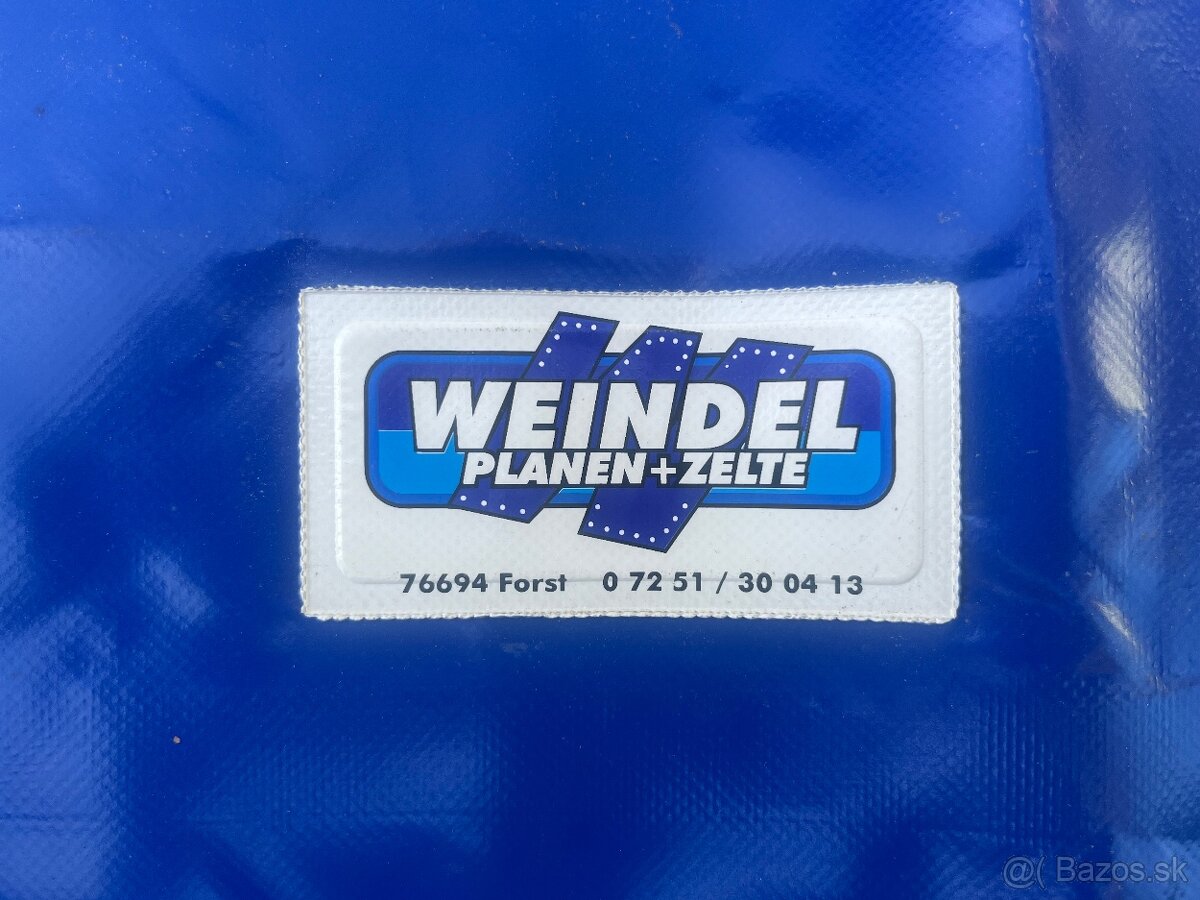 WEINDEL
PLANEN+ZELTE
76694 Forst 0 72 51 / 30 04 13
@( Bazos.sk